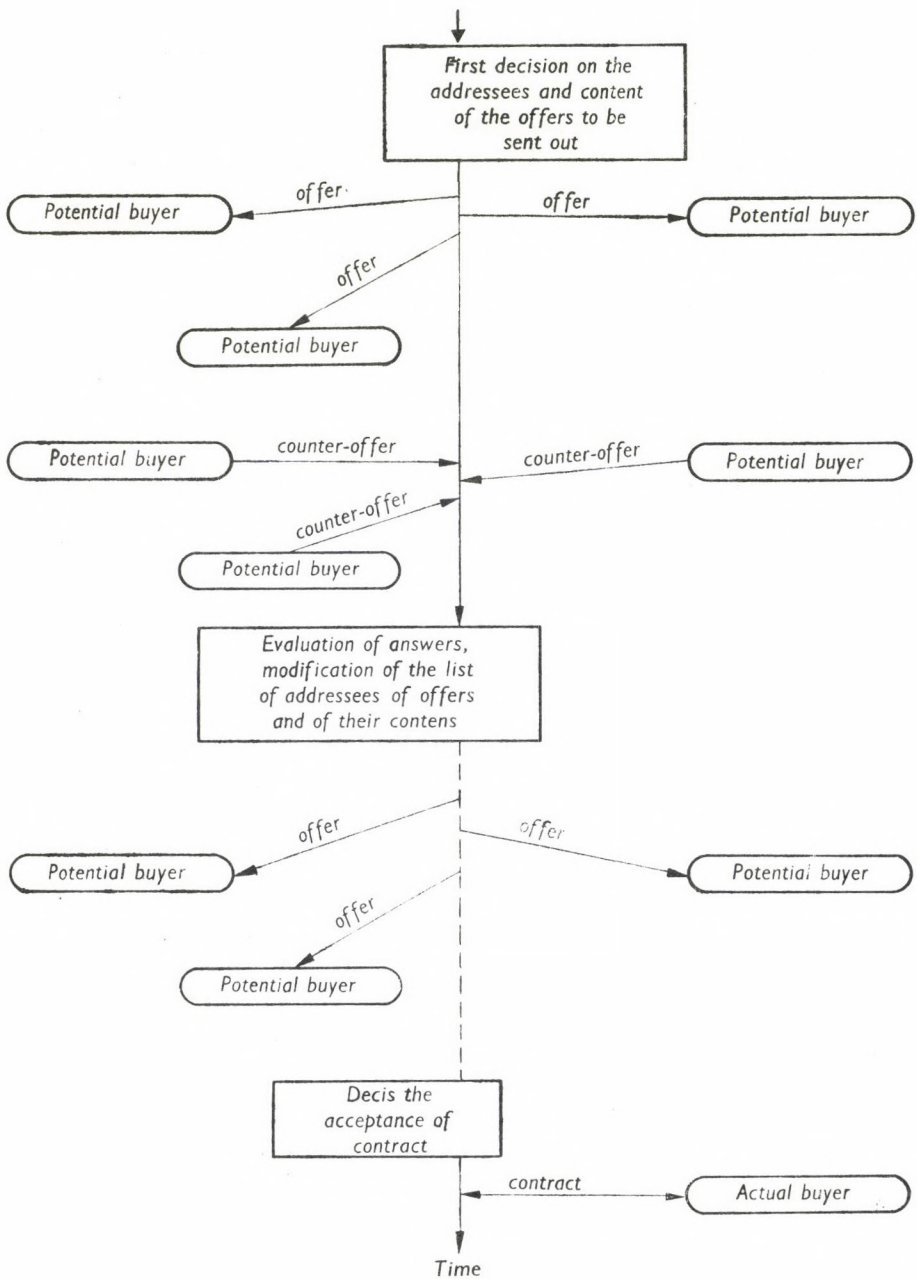 First decision on the
addressees and content
of the offers to be
sent out
offer
offer
Potential buyer
Potential buyer
offer
Potential buyer
counter-offer
counter-offer
Potential buyer
Potential buyer
counter-offer
Potential buyer
Evaluation of answers,
modification of the list
of addressees of offers
and of their contens
offer
offer
Potential buyer
Potential buyer
offer
Potential buyer
Decis the
acceptance of
contract
contract
Actual buyer
Time